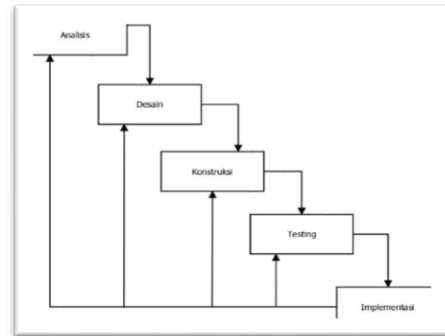 Analisis
Desain
Konstruksi
Testing
Implementasi